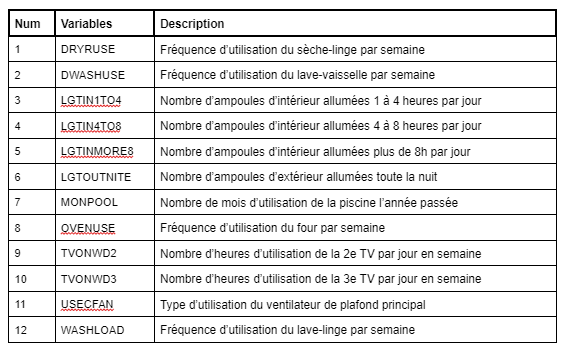 Num Variables Description
1 DRYRUSE Fréquence d'utilisation du sèche-linge par semaine
2 DWASHUSE Fréquence d'utilisation du lave-vaisselle par semaine
3 LGTIN1TO4 Nombre d'ampoules d'intérieur allumées 1 à 4 heures par jour
4 LGTIN4TO8 Nombre d'ampoules d'intérieur allumées 4 à 8 heures par jour
5 LGTINMORE8 Nombre d'ampoules d'intérieur allumées plus de 8h par jour
6 LGTOUTNITE Nombre d'ampoules d'extérieur allumées toute la nuit
7 MONPOOL Nombre de mois d'utilisation de la piscine l'année passée
8 OVENUSE Fréquence d'utilisation du four par semaine
9 TVONWD2 Nombre d'heures d'utilisation de la 2e TV par jour en semaine
10 TVONWD3 Nombre d'heures d'utilisation de la 3e TV par jour en semaine
11 USECFAN Type d'utilisation du ventilateur de plafond principal
12 WASHLOAD Fréquence d'utilisation du lave-linge par semaine